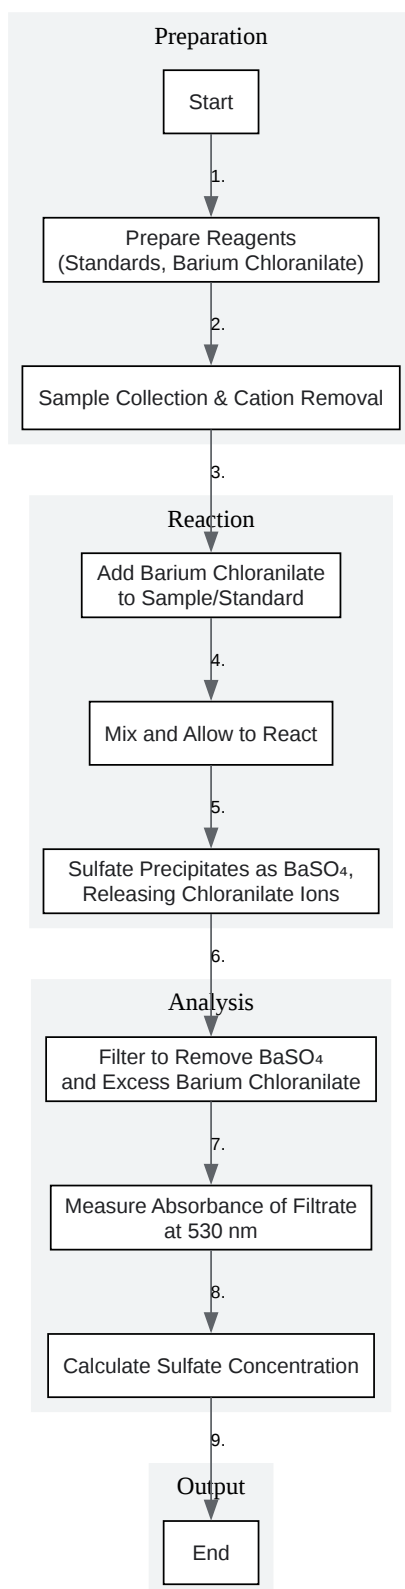 Preparation
Start
1.
Prepare Reagents
(Standards, Barium Chloranilate)
2.
Sample Collection & Cation Removal
3.
Reaction
Add Barium Chloranilate
to Sample/Standard
4.
Mix and Allow to React
5.
Sulfate Precipitates as BaSO₄,
Releasing Chloranilate Ions
6.
Analysis
Filter to Remove BaSO₄
and Excess Barium Chloranilate
7.
Measure Absorbance of Filtrate
at 530 nm
8.
Calculate Sulfate Concentration
9.
Output
End